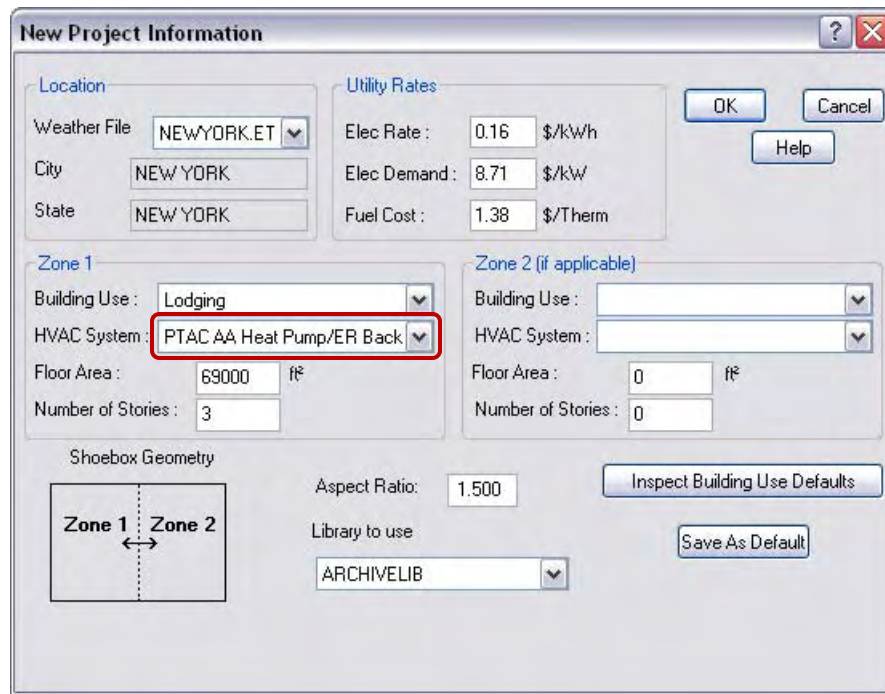 New Project Information
Location
Weather File NEWYORK.ET
City NEW YORK
State NEW YORK
Utility Rates
Elec Rate : 0.16 $/kWh
Elec Demand : 8.71 $/kW
Fuel Cost : 1.38 $/Therm
OK Cancel
Help
Zone 1
Building Use : Lodging
HVAC System : PTAC AA Heat Pump/ER Back
Floor Area : 69000 ft²
Number of Stories : 3
Zone 2 (if applicable)
Building Use :
HVAC System :
Floor Area : 0 ft²
Number of Stories : 0
Shoebox Geometry
Zone 1 Zone 2
Aspect Ratio: 1.500
Library to use
ARCHIVELIB
Inspect Building Use Defaults
Save As Default